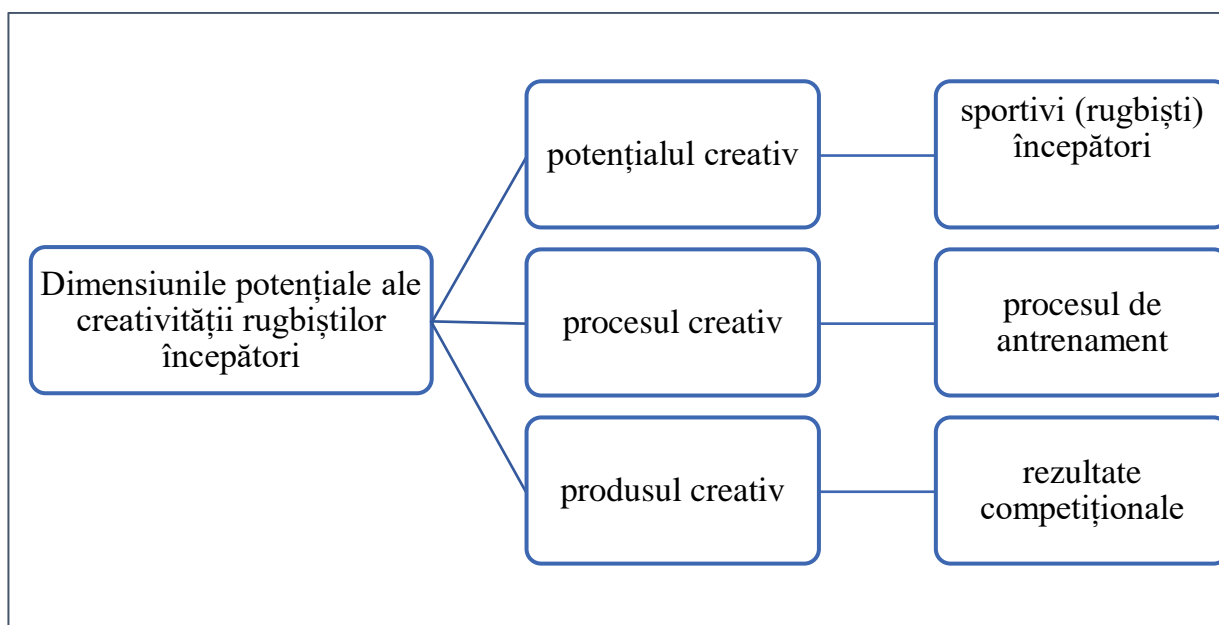 Dimensiunile potențiale ale
creativității rugbiștilor
începători
potențialul creativ
sportivi (rugbiști)
începători
procesul creativ
procesul de
antrenament
produsul creativ
rezultate
competiționale